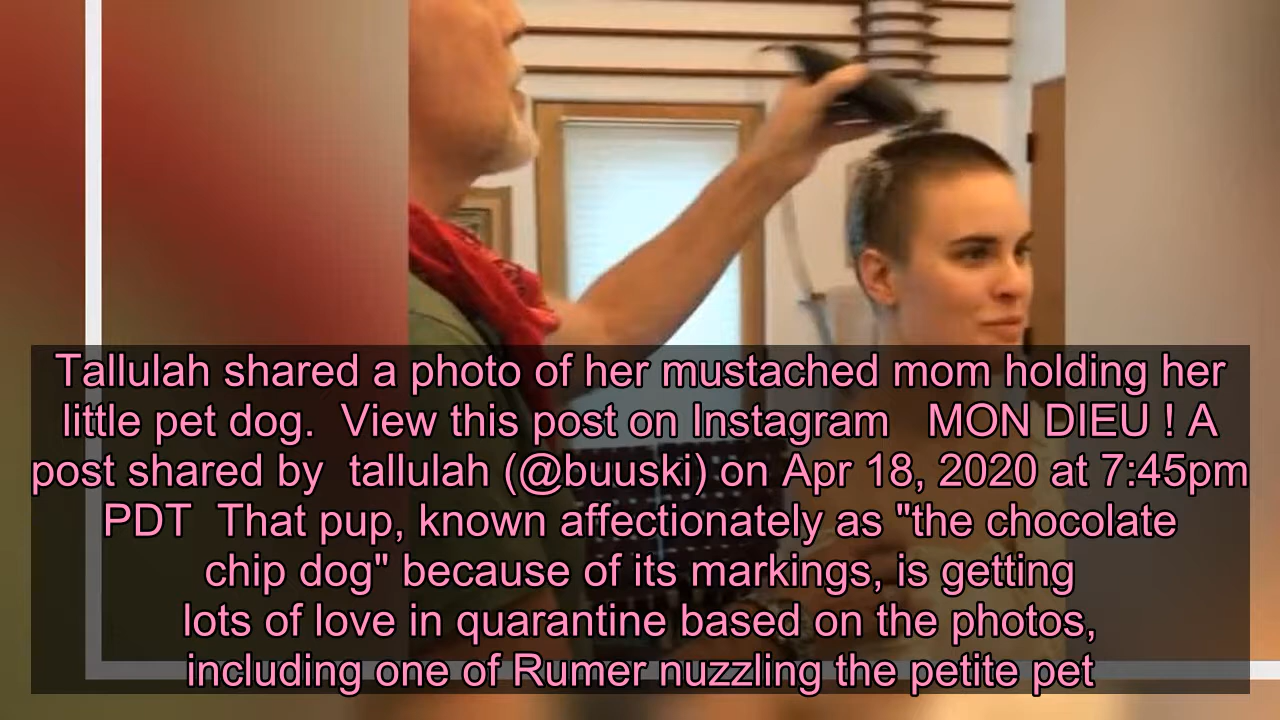 Tallulah shared a photo of her mustached mom holding her
little pet dog.  View this post on Instagram   MON DIEU ! A
post shared by  tallulah (@buuski) on Apr 18, 2020 at 7:45pm
PDT  That pup, known affectionately as "the chocolate
chip dog" because of its markings, is getting
lots of love in quarantine based on the photos,
including one of Rumer nuzzling the petite pet